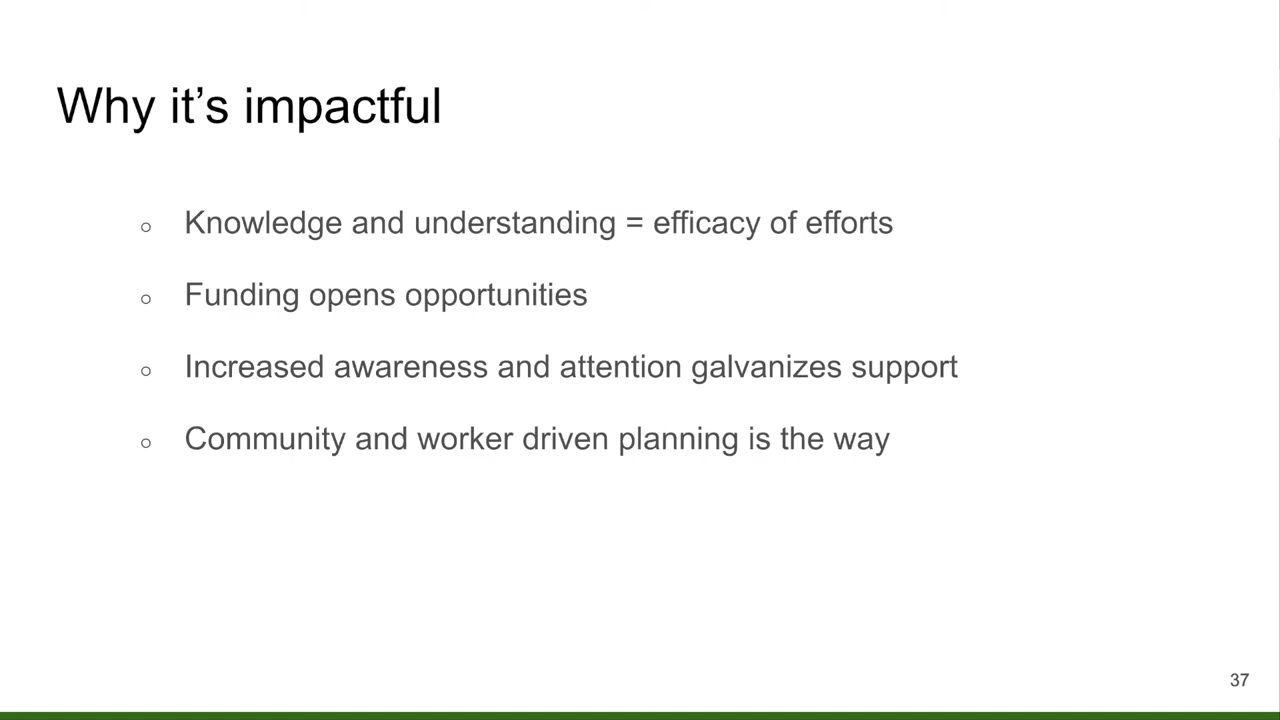 Why it’s impactful
○ Knowledge and understanding = efficacy of efforts
○ Funding opens opportunities
○ Increased awareness and attention galvanizes support
○ Community and worker driven planning is the way
37